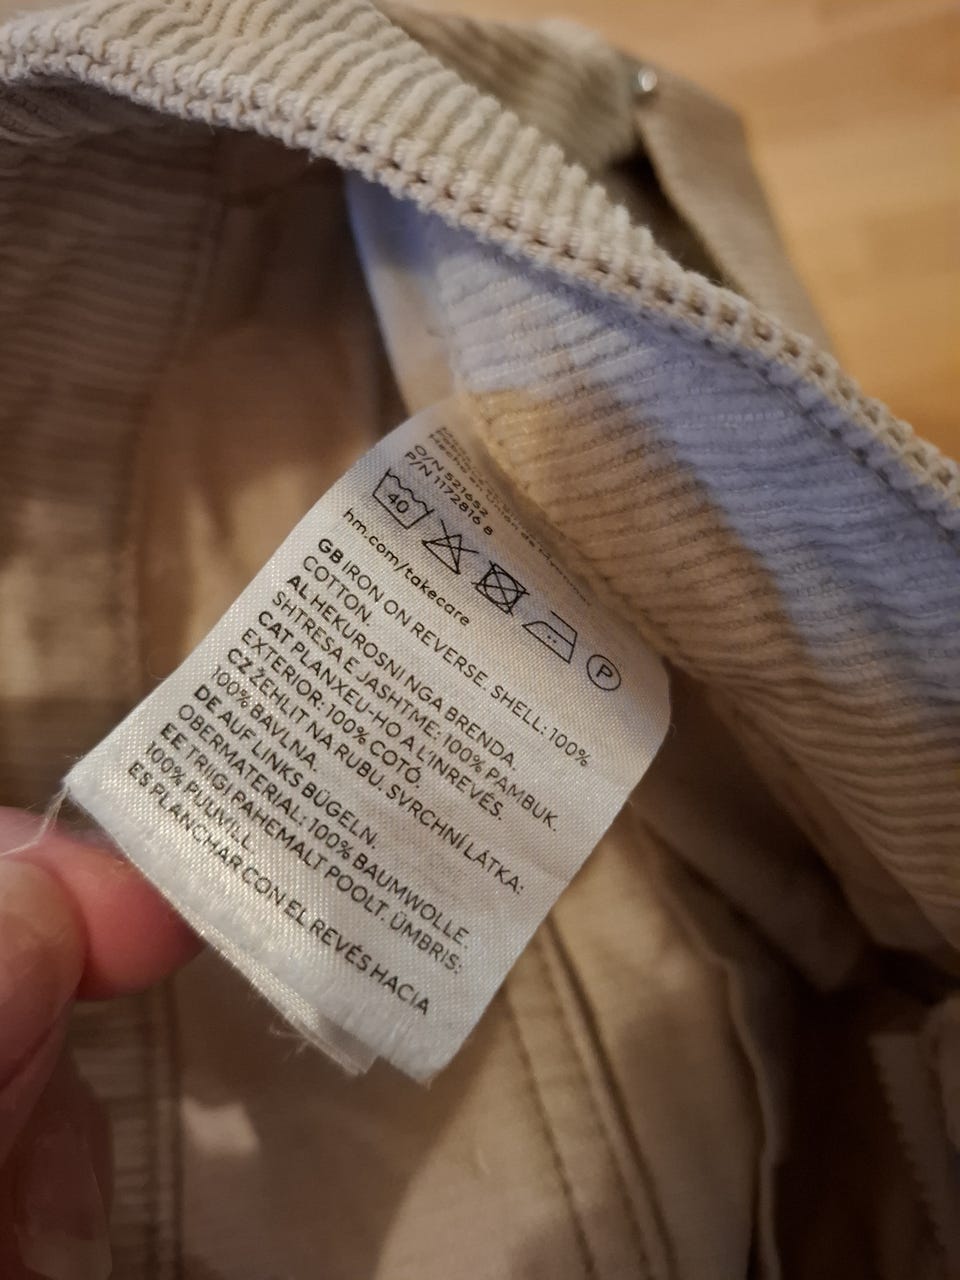 O/N 521652
P/N 1172816 8
40
P
hm.com/takecare
GB IRON ON REVERSE. SHELL: 100%
COTTON.
AL HEKUROSNI NGA BRENDA.
SHTRESA E JASHTME: 100% PAMBUK.
CAT PLANXEU-HO A L'INREVÉS.
EXTERIOR: 100% COTÓ.
CZ ŽEHLIT NA RUBU. SVRCHNÍ LÁTKA:
100% BAVLNA.
DE AUF LINKS BÜGELN.
OBERMATERIAL: 100% BAUMWOLLE.
EE TRIIGI PAHEMALT POOLT. ÜMBRIS:
100% PUUVILL.
ES PLANCHAR CON EL REVÉS HACIA